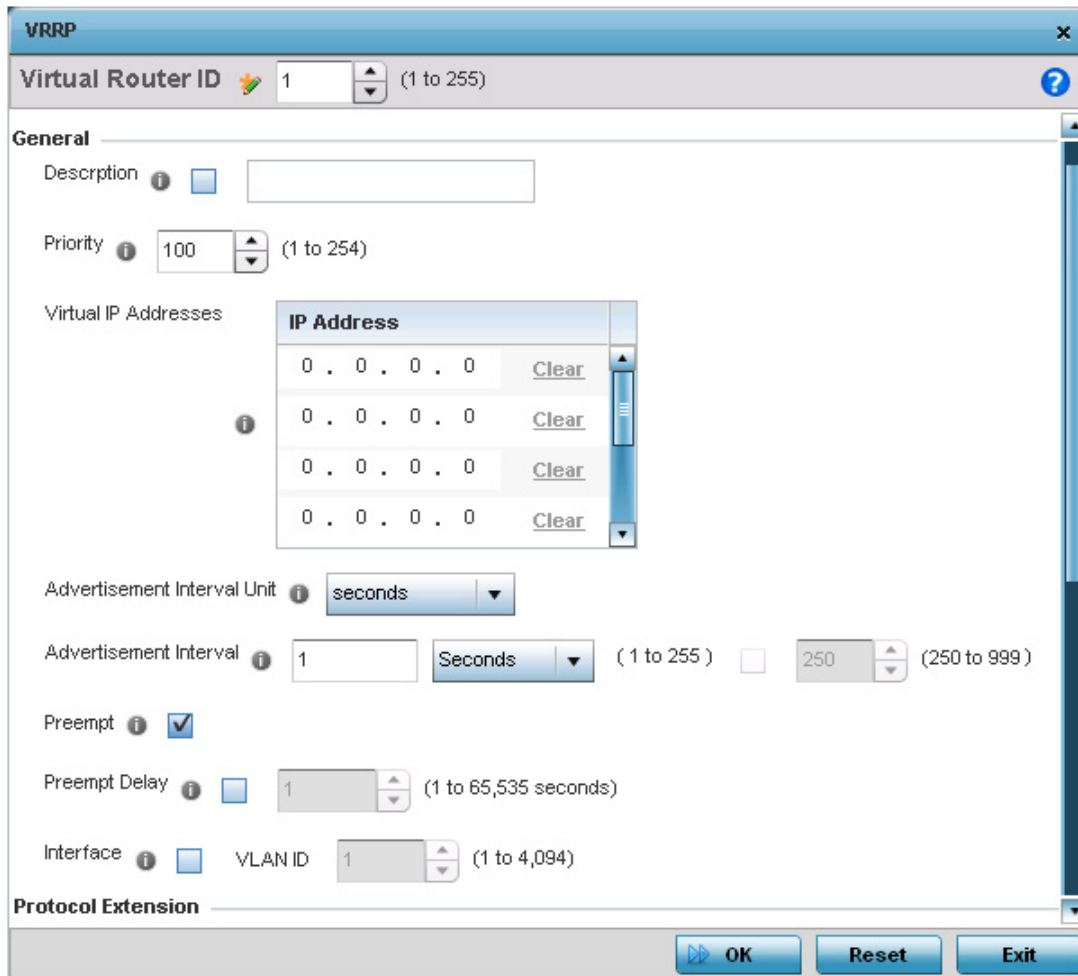 VRRP
Virtual Router ID 1 (1 to 255)
General
Descrption
Priority 100 (1 to 254)
Virtual IP Addresses
IP Address
0 . 0 . 0 . 0 Clear
0 . 0 . 0 . 0 Clear
0 . 0 . 0 . 0 Clear
0 . 0 . 0 . 0 Clear
Advertisement Interval Unit seconds
Advertisement Interval 1 Seconds ( 1 to 255 ) 250 (250 to 999 )
Preempt
Preempt Delay 1 (1 to 65,535 seconds)
Interface VLAN ID 1 (1 to 4,094)
Protocol Extension
OK Reset Exit